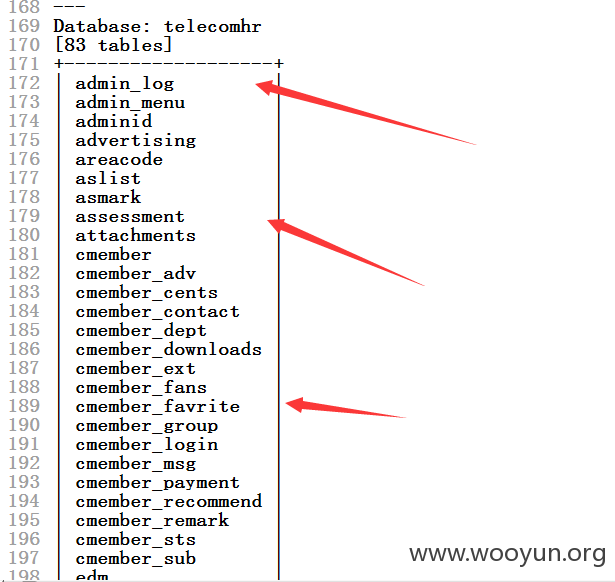 168 ---
169 Database: telecomhr
170 [83 tables]
171 +-------------------+
172 | admin_log |
173 | admin_menu |
174 | adminid |
175 | advertising |
176 | areacode |
177 | aslist |
178 | asmark |
179 | assessment |
180 | attachments |
181 | cmember |
182 | cmember_adv |
183 | cmember_cents |
184 | cmember_contact |
185 | cmember_dept |
186 | cmember_downloads |
187 | cmember_ext |
188 | cmember_fans |
189 | cmember_favrite |
190 | cmember_group |
191 | cmember_login |
192 | cmember_msg |
193 | cmember_payment |
194 | cmember_recommend |
195 | cmember_remark |
196 | cmember_sts |
197 | cmember_sub |
198 | edm |
www.wooyun.org